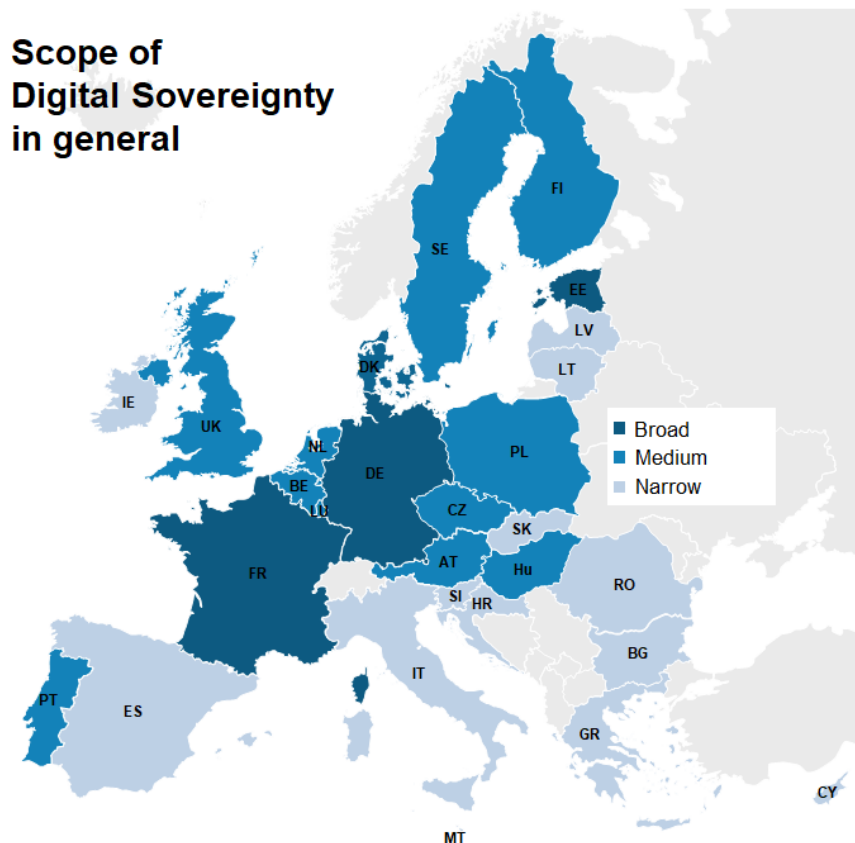 Scope of
Digital Sovereignty
in general
FI
SE
EE
LV
DK
LT
IE
UK
NL
PL
DE
BE
LU
CZ
SK
AT
Hu
FR
SI
HR
RO
BG
IT
PT
ES
GR
CY
MT
Broad
Medium
Narrow